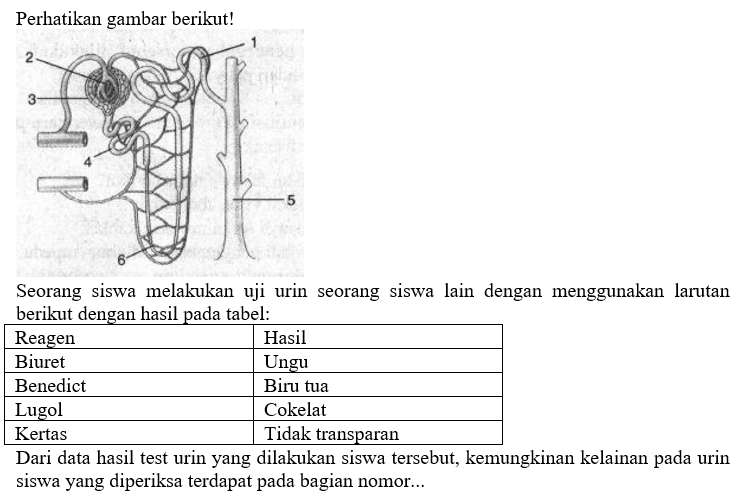 Perhatikan gambar berikut!
1
2
3
4
5
6
Seorang siswa melakukan uji urin seorang siswa lain dengan menggunakan larutan
berikut dengan hasil pada tabel:
Reagen Hasil
Biuret Ungu
Benedict Biru tua
Lugol Cokelat
Kertas Tidak transparan
Dari data hasil test urin yang dilakukan siswa tersebut, kemungkinan kelainan pada urin
siswa yang diperiksa terdapat pada bagian nomor...